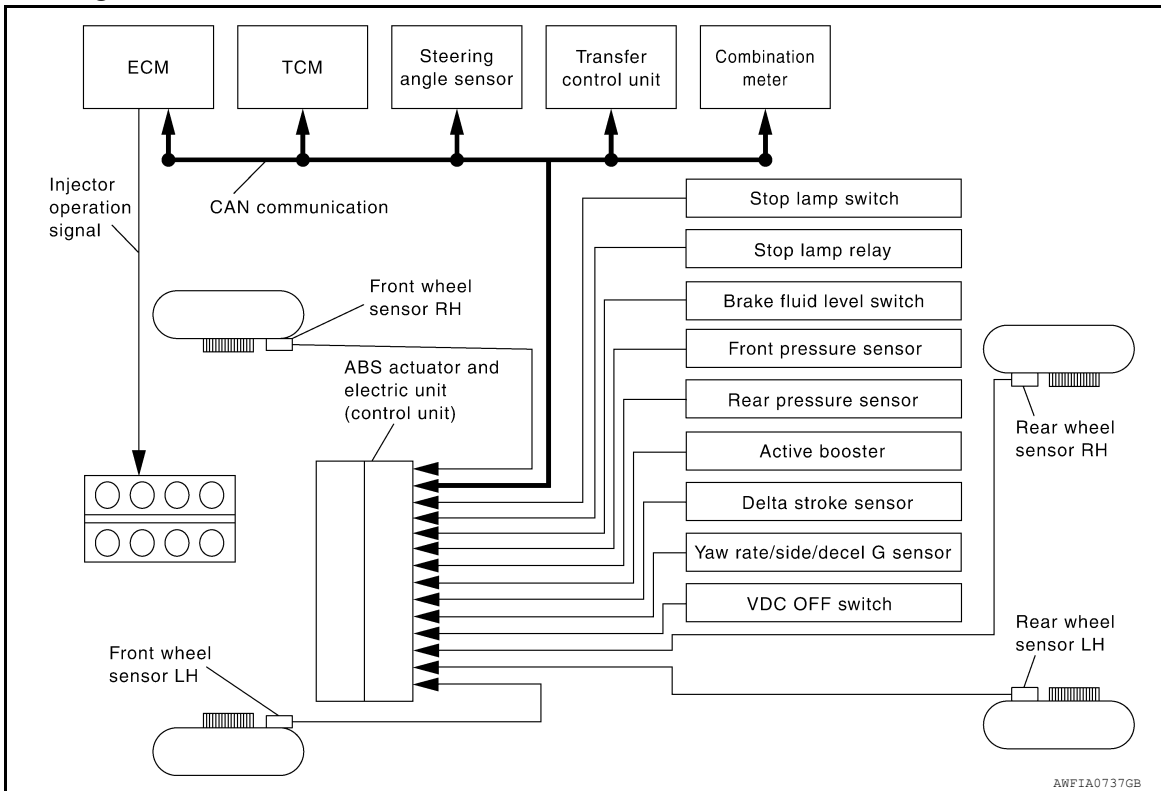 ECM
TCM
Steering
angle sensor
Transfer
control unit
Combination
meter
Injector
operation
signal
CAN communication
Stop lamp switch
Stop lamp relay
Brake fluid level switch
Front pressure sensor
Rear pressure sensor
Active booster
Delta stroke sensor
Yaw rate/side/decel G sensor
VDC OFF switch
Front wheel
sensor RH
ABS actuator and
electric unit
(control unit)
Rear wheel
sensor RH
Rear wheel
sensor LH
Front wheel
sensor LH
AWFIA0737GB